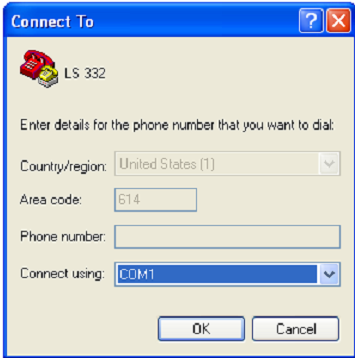 Connect To
LS 332
Enter details for the phone number that you want to dial:
Country/region: United States (1)
Area code: 614
Phone number:
Connect using: COM1
OK Cancel